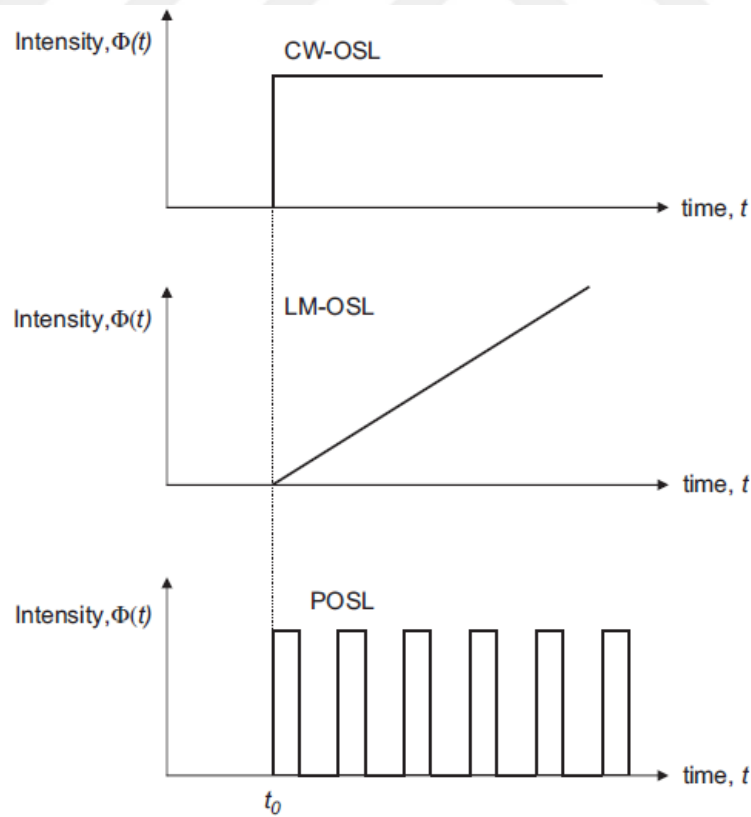 Intensity,Φ(t)
CW-OSL
time, t
Intensity,Φ(t)
LM-OSL
time, t
Intensity,Φ(t)
POSL
time, t
t0